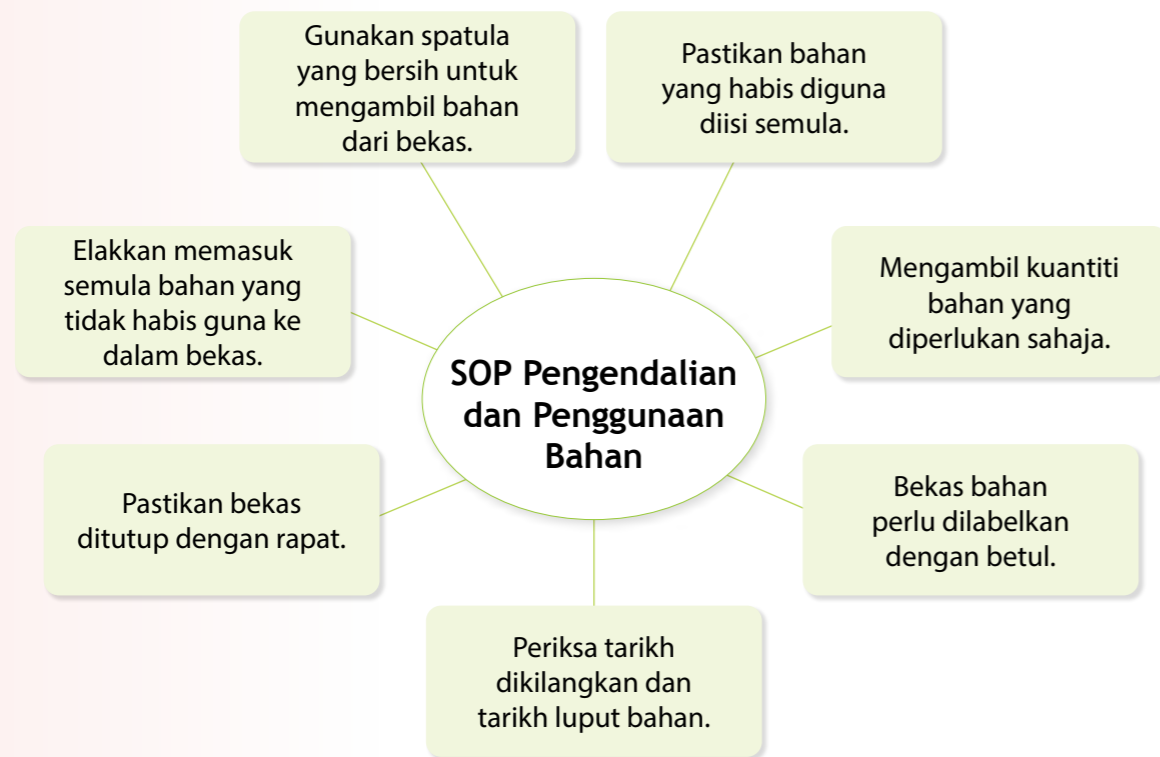 Gunakan spatula
yang bersih untuk
mengambil bahan
dari bekas.
Pastikan bahan
yang habis diguna
diisi semula.
Elakkan memasuk
semula bahan yang
tidak habis guna ke
dalam bekas.
Mengambil kuantiti
bahan yang
diperlukan sahaja.
SOP Pengendalian
dan Penggunaan
Bahan
Pastikan bekas
ditutup dengan rapat.
Bekas bahan
perlu dilabelkan
dengan betul.
Periksa tarikh
dikilangkan dan
tarikh luput bahan.